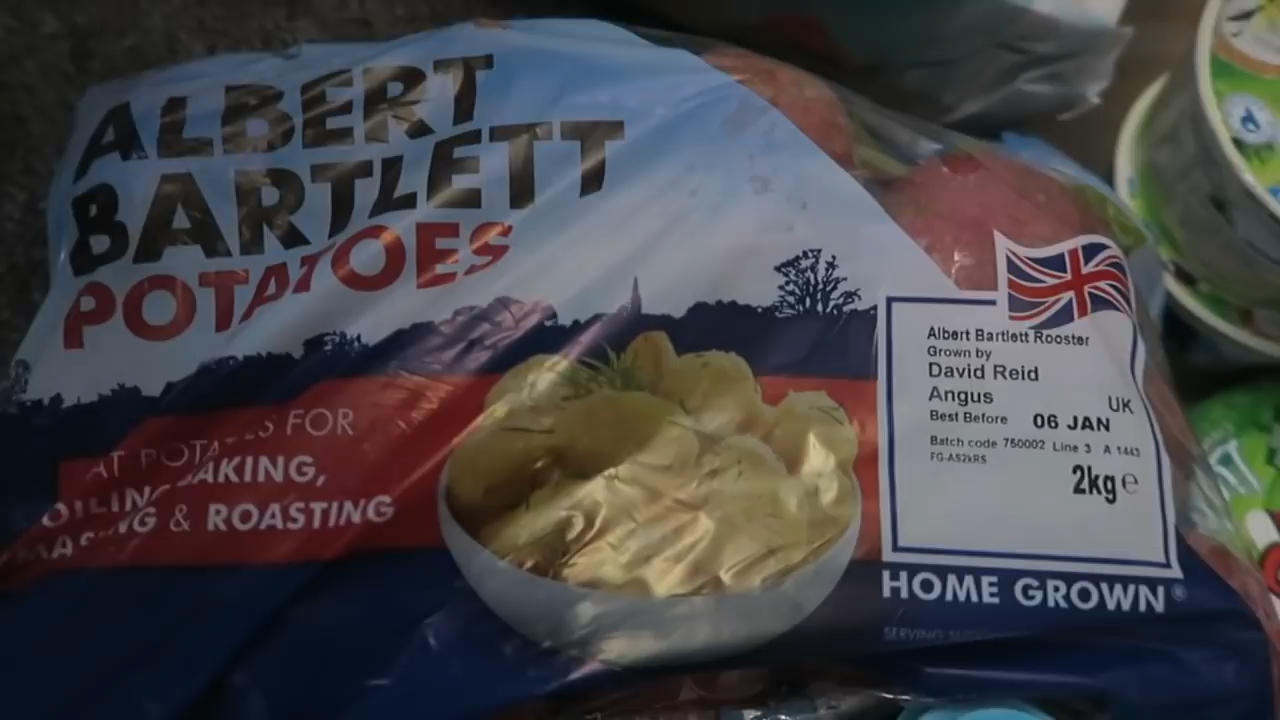 ALBERT
BARTLETT
POTATOES
FOR
BAKING,
& ROASTING
Albert Bartlett Rooster
Grown by
David Reid
Angus UK
Best Before 06 JAN
Batch code 750002 Line 3 A 1443
FG-AS2kRS
2kg e
HOME GROWN®
SERVING